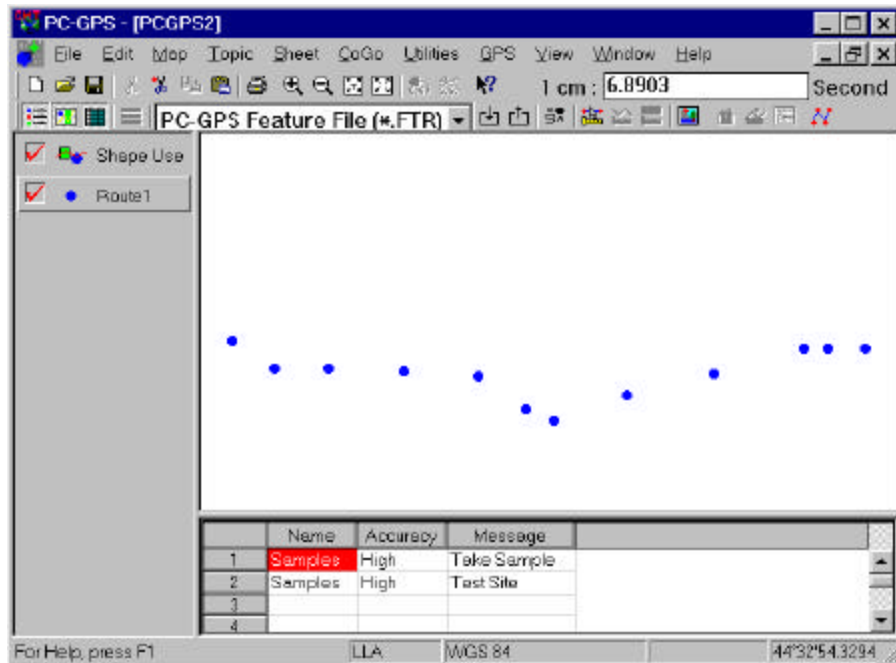 PC-GPS - [PCGPS2]
File Edit Map Topic Sheet CoGo Utilities GPS View Window Help
1 cm : 6.8903 Second
PC-GPS Feature File (*.FTR)
Shape Use
Route1
Name Accuracy Message
1 Samples High Take Sample
2 Samples High Test Site
3
4
For Help, press F1 LLA WGS 84 44°32'54.3294